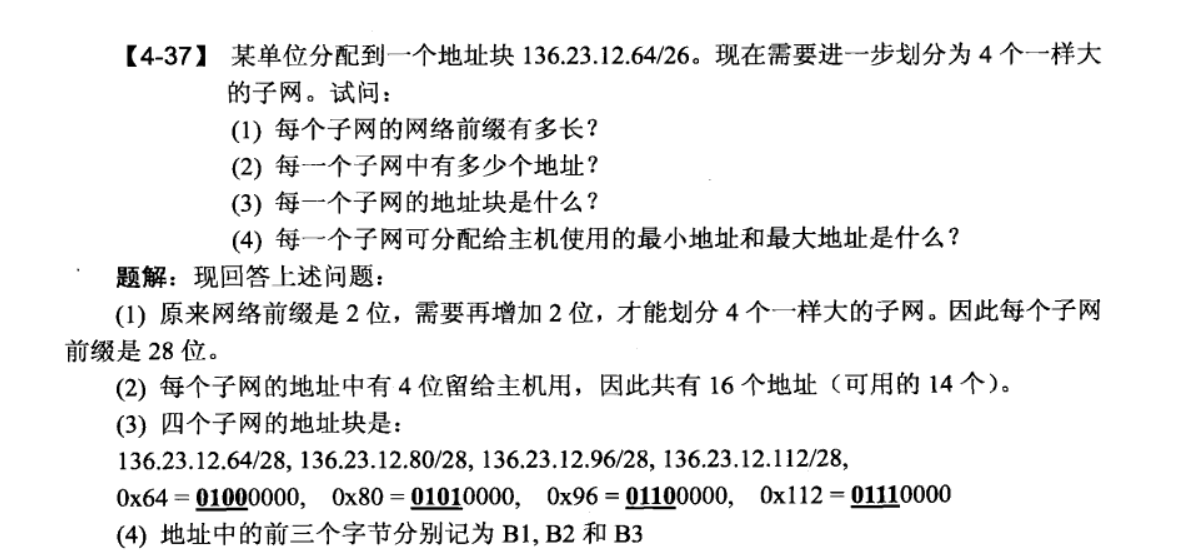 【4-37】 某单位分配到一个地址块 136.23.12.64/26。现在需要进一步划分为 4 个一样大
的子网。试问：
(1) 每个子网的网络前缀有多长？
(2) 每一个子网中有多少个地址？
(3) 每一个子网的地址块是什么？
(4) 每一个子网可分配给主机使用的最小地址和最大地址是什么？
题解：现回答上述问题：
(1) 原来网络前缀是 2 位，需要再增加 2 位，才能划分 4 个一样大的子网。因此每个子网
前缀是 28 位。
(2) 每个子网的地址中有 4 位留给主机用，因此共有 16 个地址（可用的 14 个）。
(3) 四个子网的地址块是：
136.23.12.64/28, 136.23.12.80/28, 136.23.12.96/28, 136.23.12.112/28,
0x64 = 01000000, 0x80 = 01010000, 0x96 = 01100000, 0x112 = 01110000
(4) 地址中的前三个字节分别记为 B1, B2 和 B3